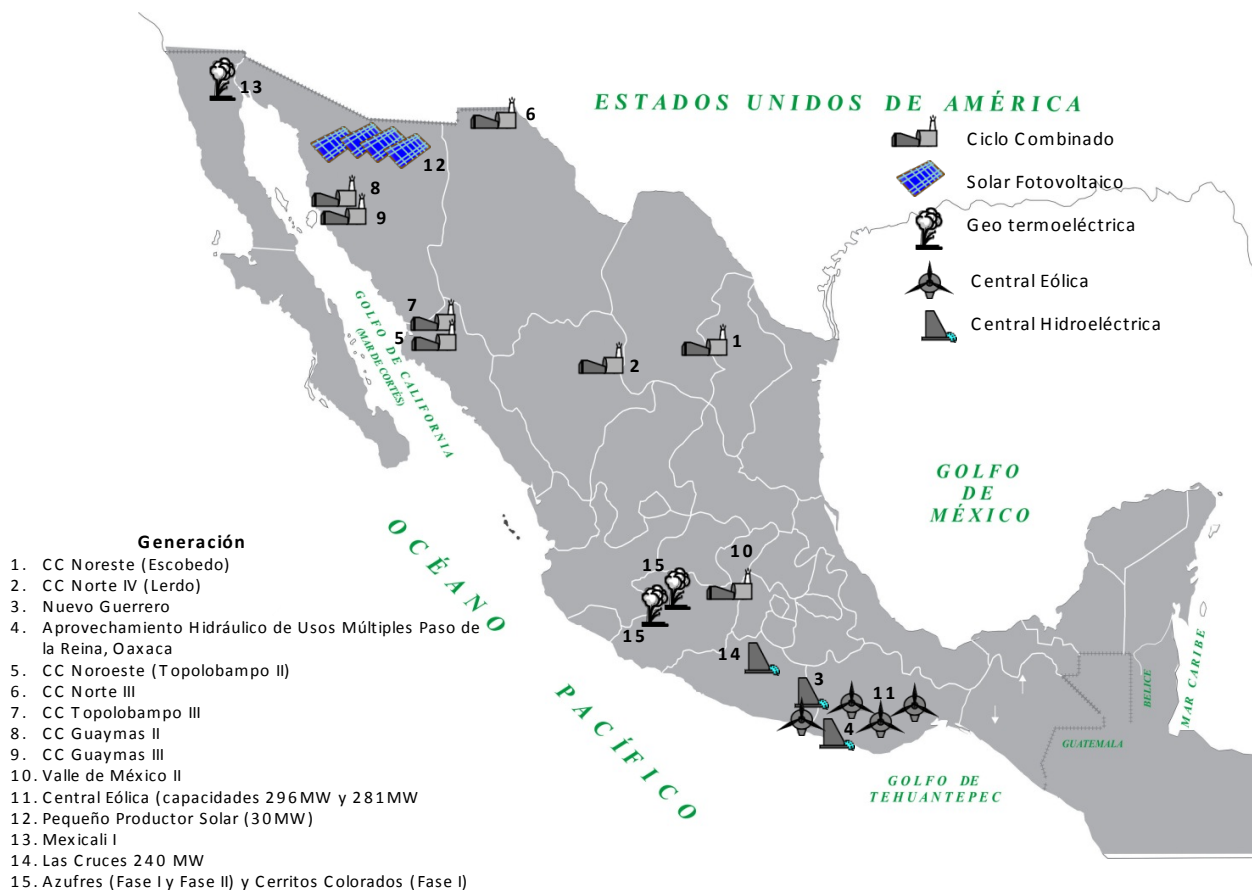 ESTADOS UNIDOS DE AMÉRICA
Ciclo Combinado
Solar Fotovoltaico
Geo termoeléctrica
Central Eólica
Central Hidroeléctrica
13
6
12
8
9
7
5
2
1
GOLFO DE CALIFORNIA
(MAR DE CORTÉS)
GOLFO
DE
MÉXICO
OCÉANO
PACÍFICO
10
15
15
14
3
11
4
MAR CARIBE
BELICE
GUATEMALA
GOLFO DE
TEHUANTEPEC
Generación
1. CC Noreste (Escobedo)
2. CC Norte IV (Lerdo)
3. Nuevo Guerrero
4. Aprovechamiento Hidráulico de Usos Múltiples Paso de
la Reina, Oaxaca
5. CC Noroeste (Topolobampo II)
6. CC Norte III
7. CC Topolobampo III
8. CC Guaymas II
9. CC Guaymas III
10. Valle de México II
11. Central Eólica (capacidades 296MW y 281MW
12. Pequeño Productor Solar (30MW)
13. Mexicali I
14. Las Cruces 240 MW
15. Azufres (Fase I y Fase II) y Cerritos Colorados (Fase I)